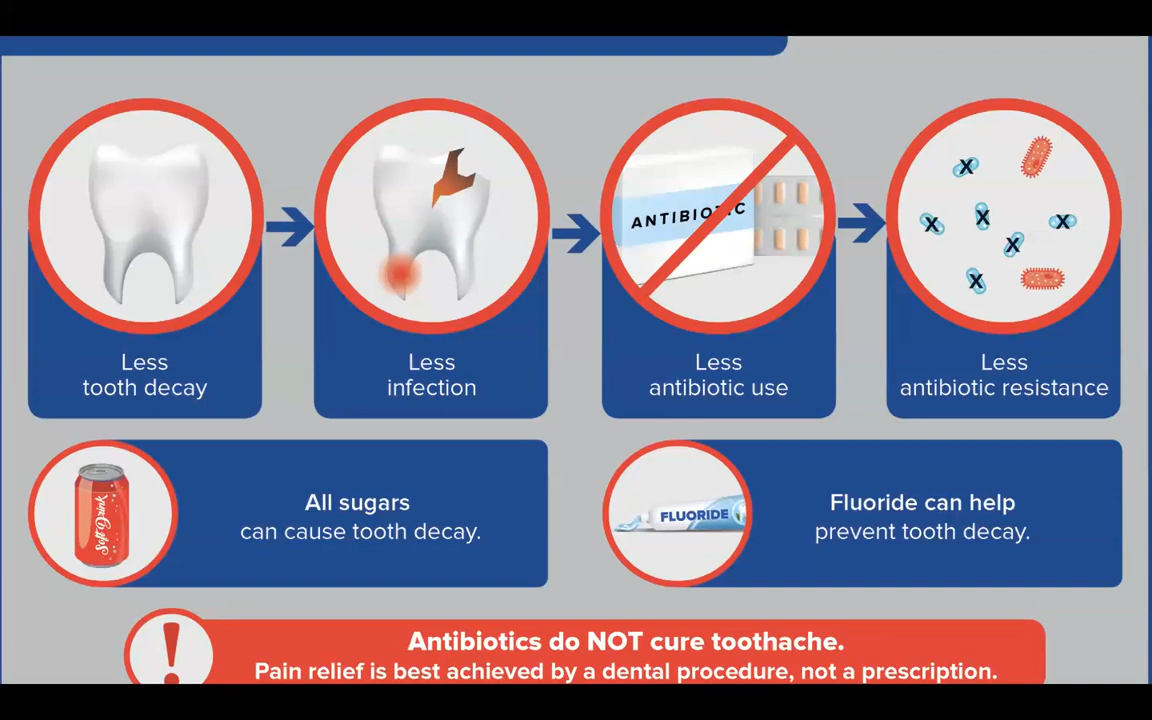 ANTIBIOTIC
X
X
X
X
X
X
Less
tooth decay
Less
infection
Less
antibiotic use
Less
antibiotic resistance
Soft Drink
All sugars
can cause tooth decay.
FLUORIDE
Fluoride can help
prevent tooth decay.
!
Antibiotics do NOT cure toothache.
Pain relief is best achieved by a dental procedure, not a prescription.